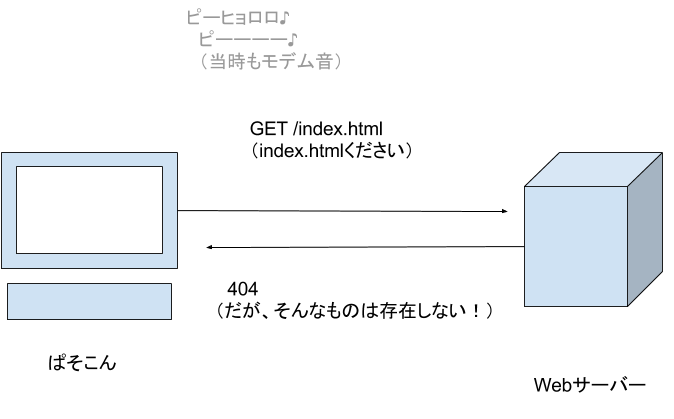 ピーヒョロロ♪
ピーーーー♪
（当時もモデム音）
GET /index.html
（index.htmlください）
404
（だが、そんなものは存在しない！）
ぱそこん
Webサーバー